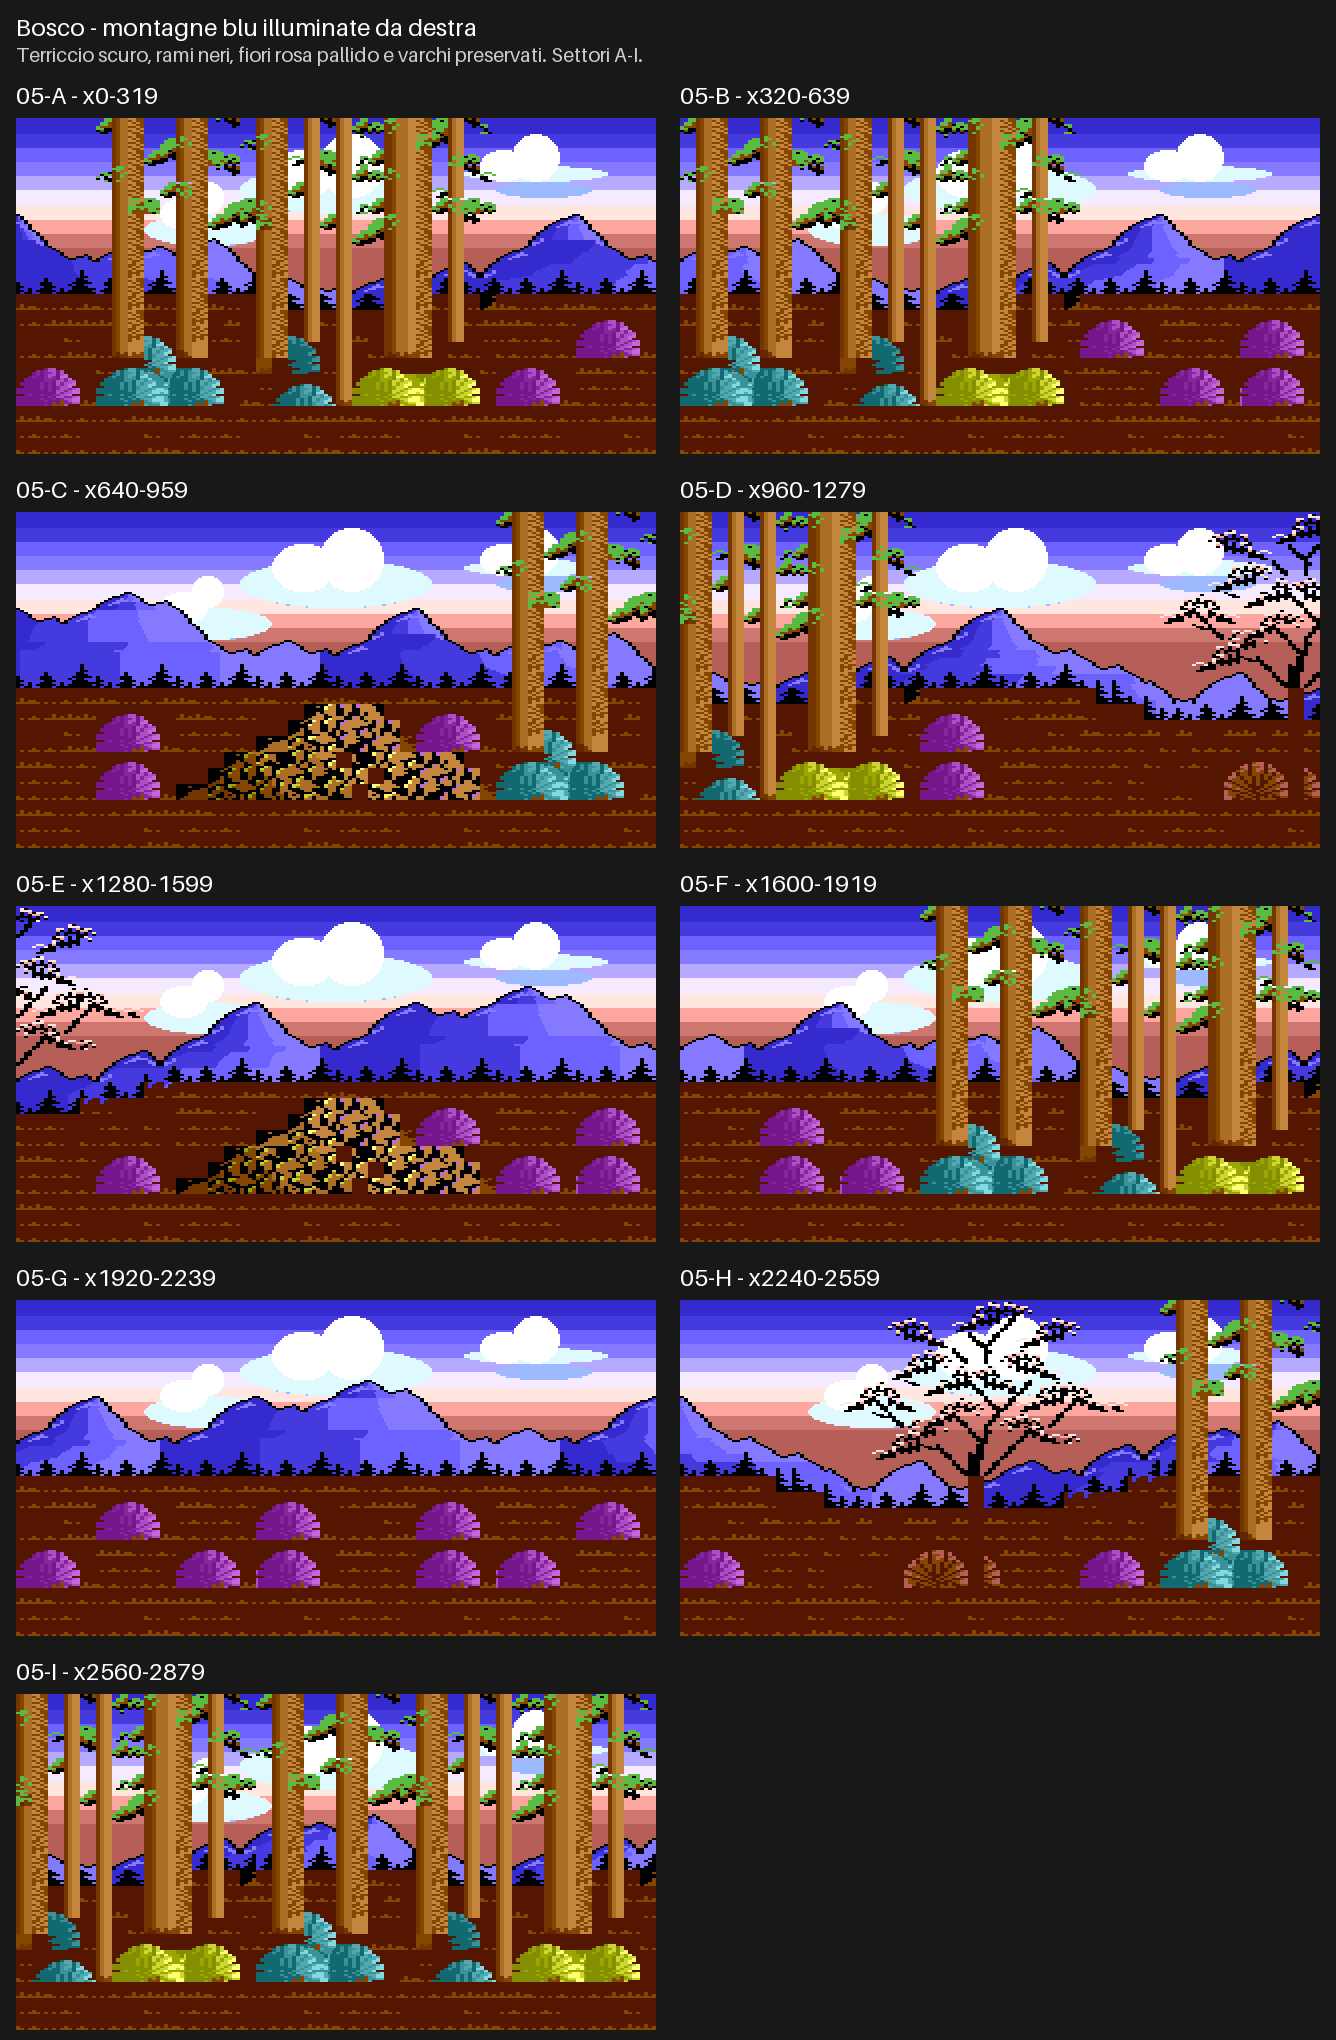 Bosco - montagne blu illuminate da destra
Terriccio scuro, rami neri, fiori rosa pallido e varchi preservati. Settori A-I.
05-A - x0-319
05-B - x320-639
05-C - x640-959
05-D - x960-1279
05-E - x1280-1599
05-F - x1600-1919
05-G - x1920-2239
05-H - x2240-2559
05-I - x2560-2879